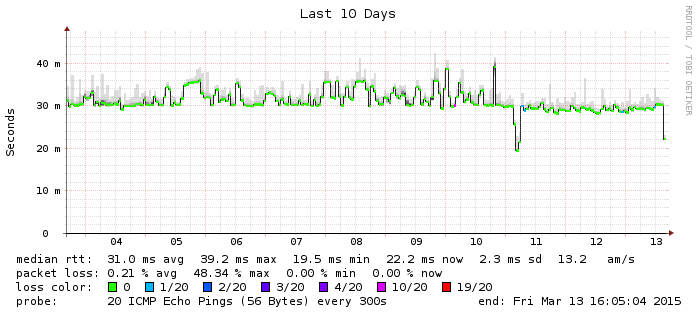 Last 10 Days
RRDTOOL / TOBI OETIKER
Seconds
40 m
30 m
20 m
10 m
0
04 05 06 07 08 09 10 11 12 13
median rtt: 31.0 ms avg 39.2 ms max 19.5 ms min 22.2 ms now 2.3 ms sd 13.2 am/s
packet loss: 0.21 % avg 48.34 % max 0.00 % min 0.00 % now
loss color: 0 1/20 2/20 3/20 4/20 10/20 19/20
probe: 20 ICMP Echo Pings (56 Bytes) every 300s end: Fri Mar 13 16:05:04 2015